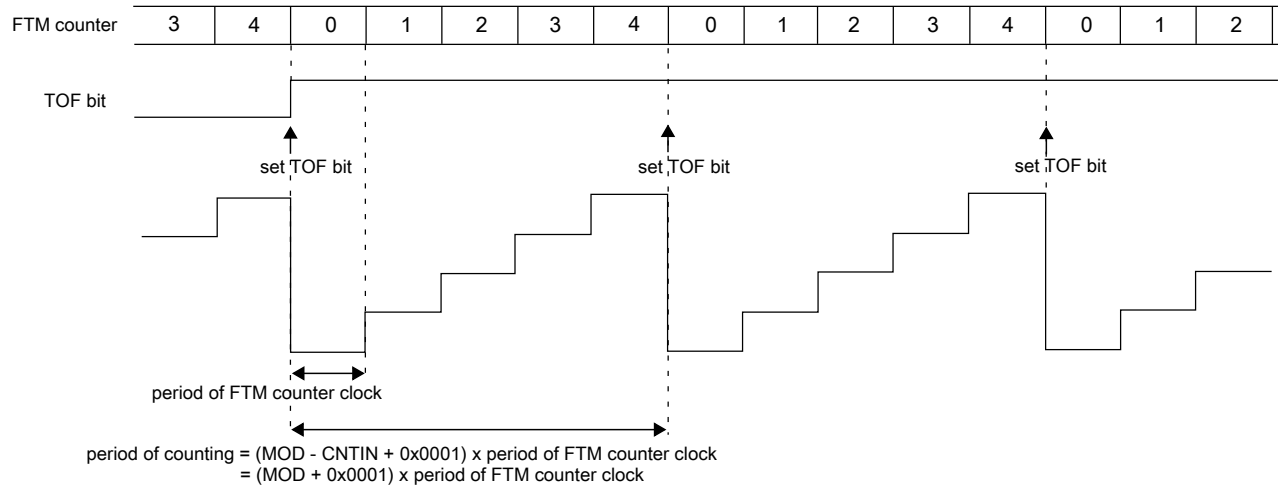 FTM counter 3 4 0 1 2 3 4 0 1 2 3 4 0 1 2
TOF bit
set TOF bit set TOF bit set TOF bit
period of FTM counter clock
period of counting = (MOD - CNTIN + 0x0001) x period of FTM counter clock
= (MOD + 0x0001) x period of FTM counter clock